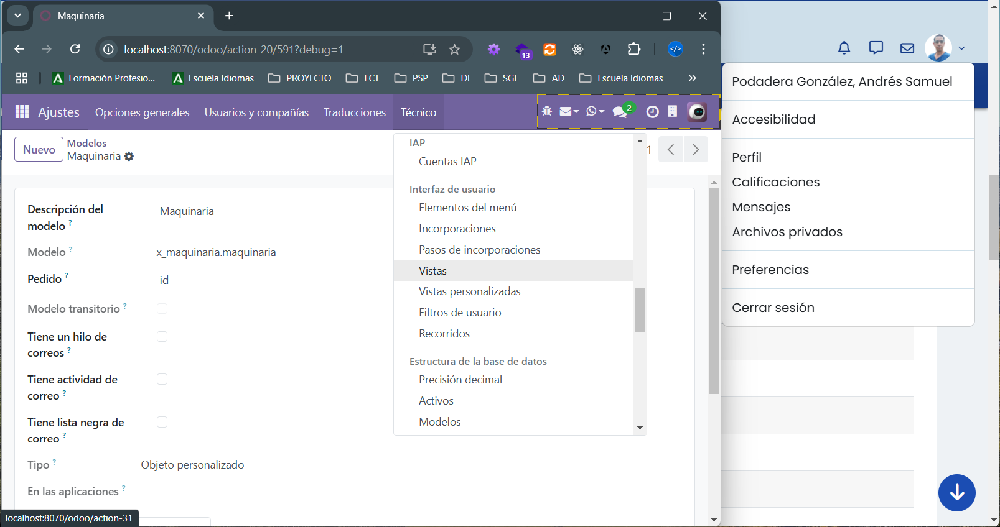 Maquinaria
localhost:8070/odoo/action-20/591?debug=1
13
Formación Profesio...
Escuela Idiomas
PROYECTO
FCT
PSP
DI
SGE
AD
Escuela Idiomas
Ajustes
Opciones generales
Usuarios y compañías
Traducciones
Técnico
2
Nuevo
Modelos
Maquinaria
1
IAP
Cuentas IAP
Interfaz de usuario
Elementos del menú
Incorporaciones
Pasos de incorporaciones
Vistas
Vistas personalizadas
Filtros de usuario
Recorridos
Estructura de la base de datos
Precisión decimal
Activos
Modelos
Descripción del
modelo ?
Maquinaria
Modelo ?
x_maquinaria.maquinaria
Pedido ?
id
Modelo transitorio ?
Tiene un hilo de
correos ?
Tiene actividad de
correo ?
Tiene lista negra de
correo ?
Tipo ?
Objeto personalizado
En las aplicaciones ?
localhost:8070/odoo/action-31
Podadera González, Andrés Samuel
Accesibilidad
Perfil
Calificaciones
Mensajes
Archivos privados
Preferencias
Cerrar sesión